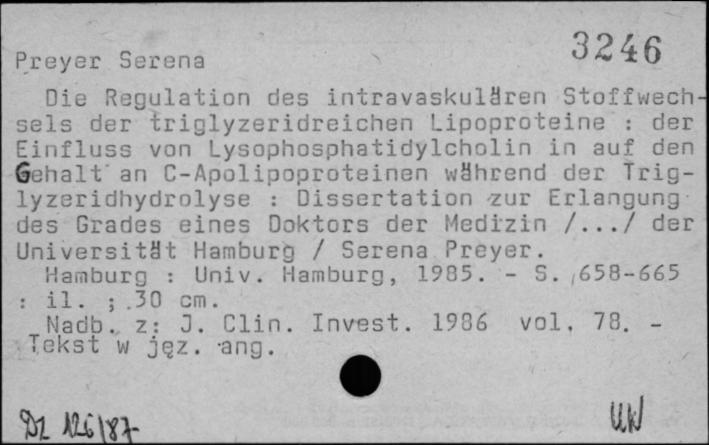 3246
Preyer Serena
Die Regulation des intravaskulären Stoffwech-
sels der triglyzeridreichen Lipoproteine : der
Einfluss von Lysophosphatidylcholin in auf den
Gehalt an C-Apolipoproteinen während der Trig-
lyzeridhydrolyse : Dissertation zur Erlangung
des Grades eines Doktors der Medizin /.../ der
Universität Hamburg / Serena Preyer.
Hamburg : Univ. Hamburg, 1985. - S. 658-665
: il. ; 30 cm.
Nadb. z: J. Clin. Invest. 1986 vol. 78. -
Tekst w jęz. ang.
Dz 126/87
UW